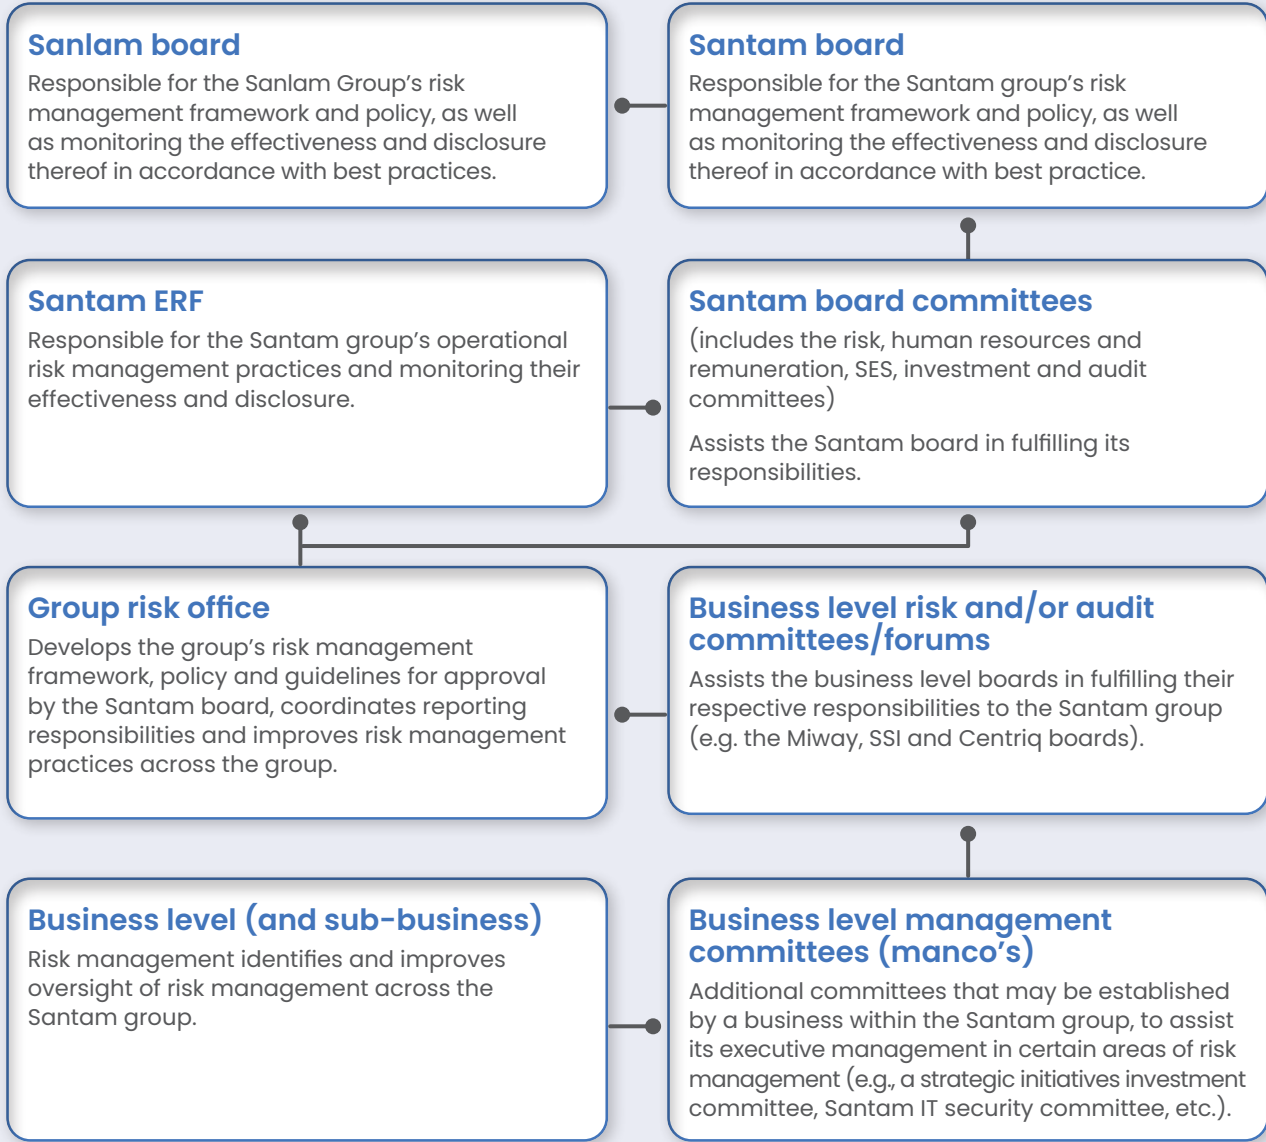 Sanlam board
Responsible for the Sanlam Group’s risk
management framework and policy, as well
as monitoring the effectiveness and disclosure
thereof in accordance with best practices.
Santam board
Responsible for the Santam group’s risk
management framework and policy, as well
as monitoring the effectiveness and disclosure
thereof in accordance with best practice.
Santam ERF
Responsible for the Santam group’s operational
risk management practices and monitoring their
effectiveness and disclosure.
Santam board committees
(includes the risk, human resources and
remuneration, SES, investment and audit
committees)
Assists the Santam board in fulfilling its
responsibilities.
Group risk office
Develops the group’s risk management
framework, policy and guidelines for approval
by the Santam board, coordinates reporting
responsibilities and improves risk management
practices across the group.
Business level risk and/or audit
committees/forums
Assists the business level boards in fulfilling their
respective responsibilities to the Santam group
(e.g. the Miway, SSI and Centriq boards).
Business level (and sub-business)
Risk management identifies and improves
oversight of risk management across the
Santam group.
Business level management
committees (manco’s)
Additional committees that may be established
by a business within the Santam group, to assist
its executive management in certain areas of risk
management (e.g., a strategic initiatives investment
committee, Santam IT security committee, etc.).